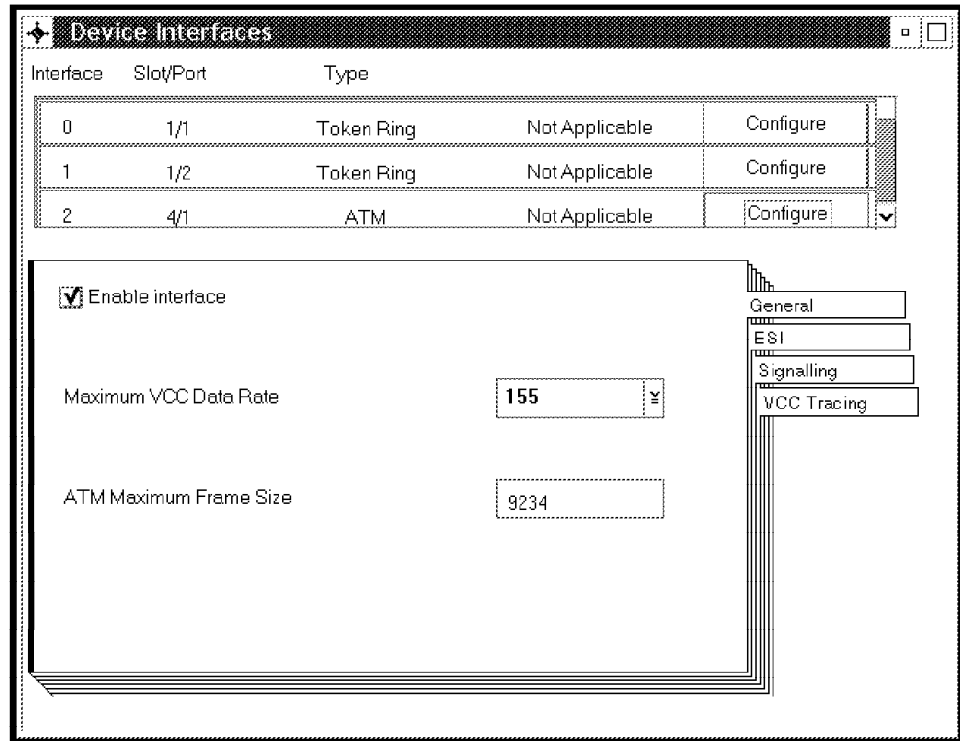 Device Interfaces
Interface Slot/Port Type
0 1/1 Token Ring Not Applicable Configure
1 1/2 Token Ring Not Applicable Configure
2 4/1 ATM Not Applicable Configure
Enable interface
General
ESI
Signalling
VCC Tracing
Maximum VCC Data Rate 155
ATM Maximum Frame Size 9234